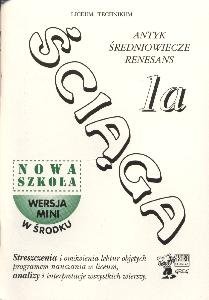 LICEUM TECHNIKUM
ANTYK
ŚREDNIOWIECZE
RENESANS
1a
ŚCIĄGA
NOWA
SZKOŁA
WERSJA
MINI
W ŚRODKU
Streszczenia i omówienia lektur objętych
programem nauczania w liceum,
analizy i interpretacje wszystkich wierszy.